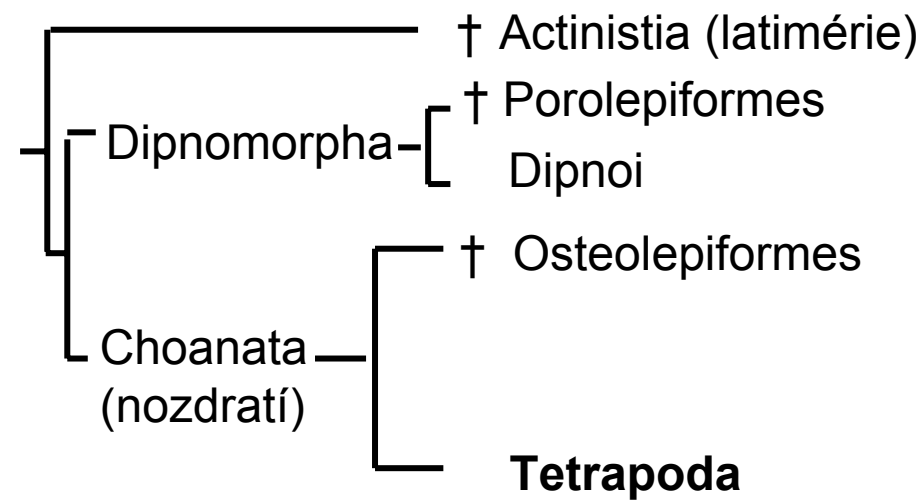 † Actinistia (latimérie)
† Porolepiformes
Dipnomorpha
Dipnoi
† Osteolepiformes
Choanata
(nozdratí)
Tetrapoda